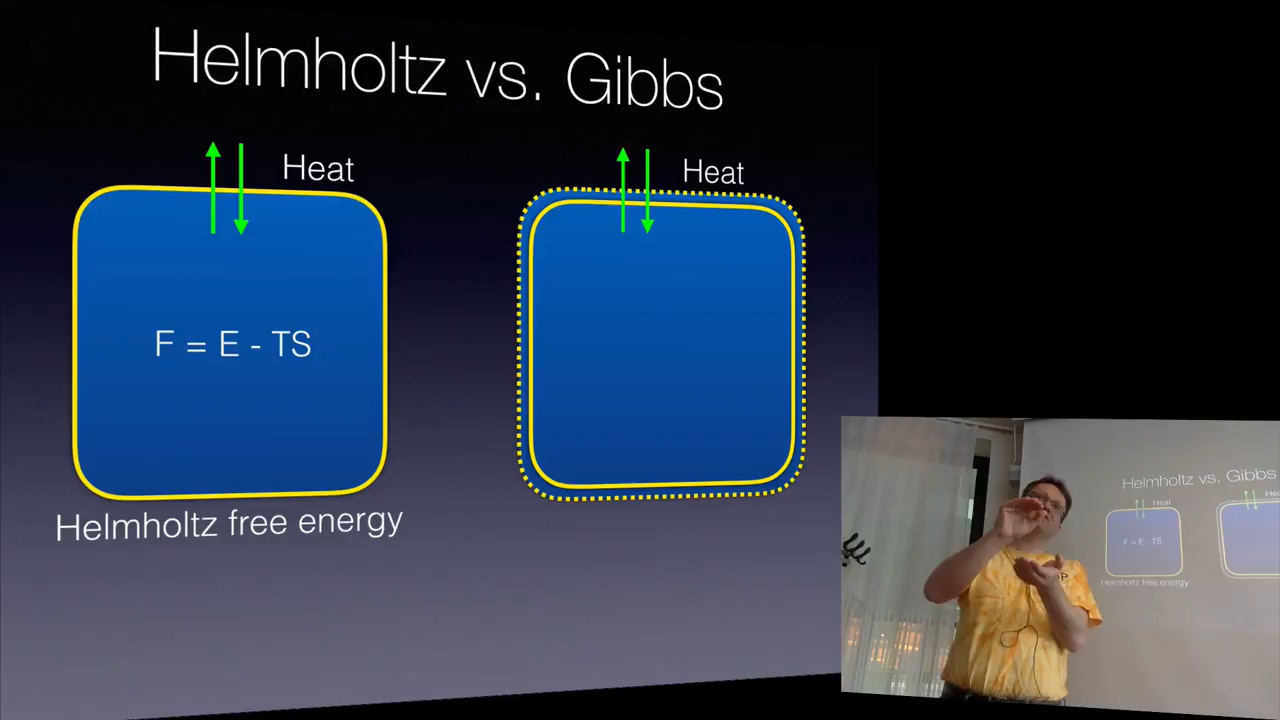 Helmholtz vs. Gibbs
Heat
Heat
F = E - TS
Helmholtz free energy
Helmholtz vs. Gibbs
Heat
F = E - TS
Helmholtz free energy